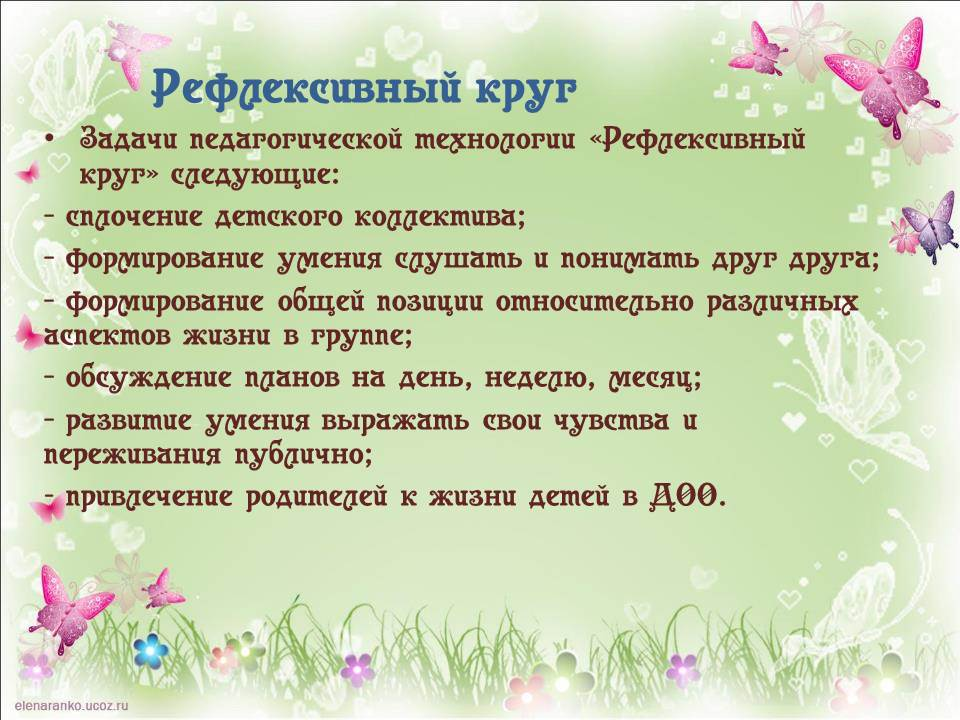 Рефлексивный круг
• Задачи педагогической технологии «Рефлексивный
круг» следующие:
- сплочение детского коллектива;
- формирование умения слушать и понимать друг друга;
- формирование общей позиции относительно различных
аспектов жизни в группе;
- обсуждение планов на день, неделю, месяц;
- развитие умения выражать свои чувства и
переживания публично;
- привлечение родителей к жизни детей в ДОО.
elenaranko.ucoz.ru